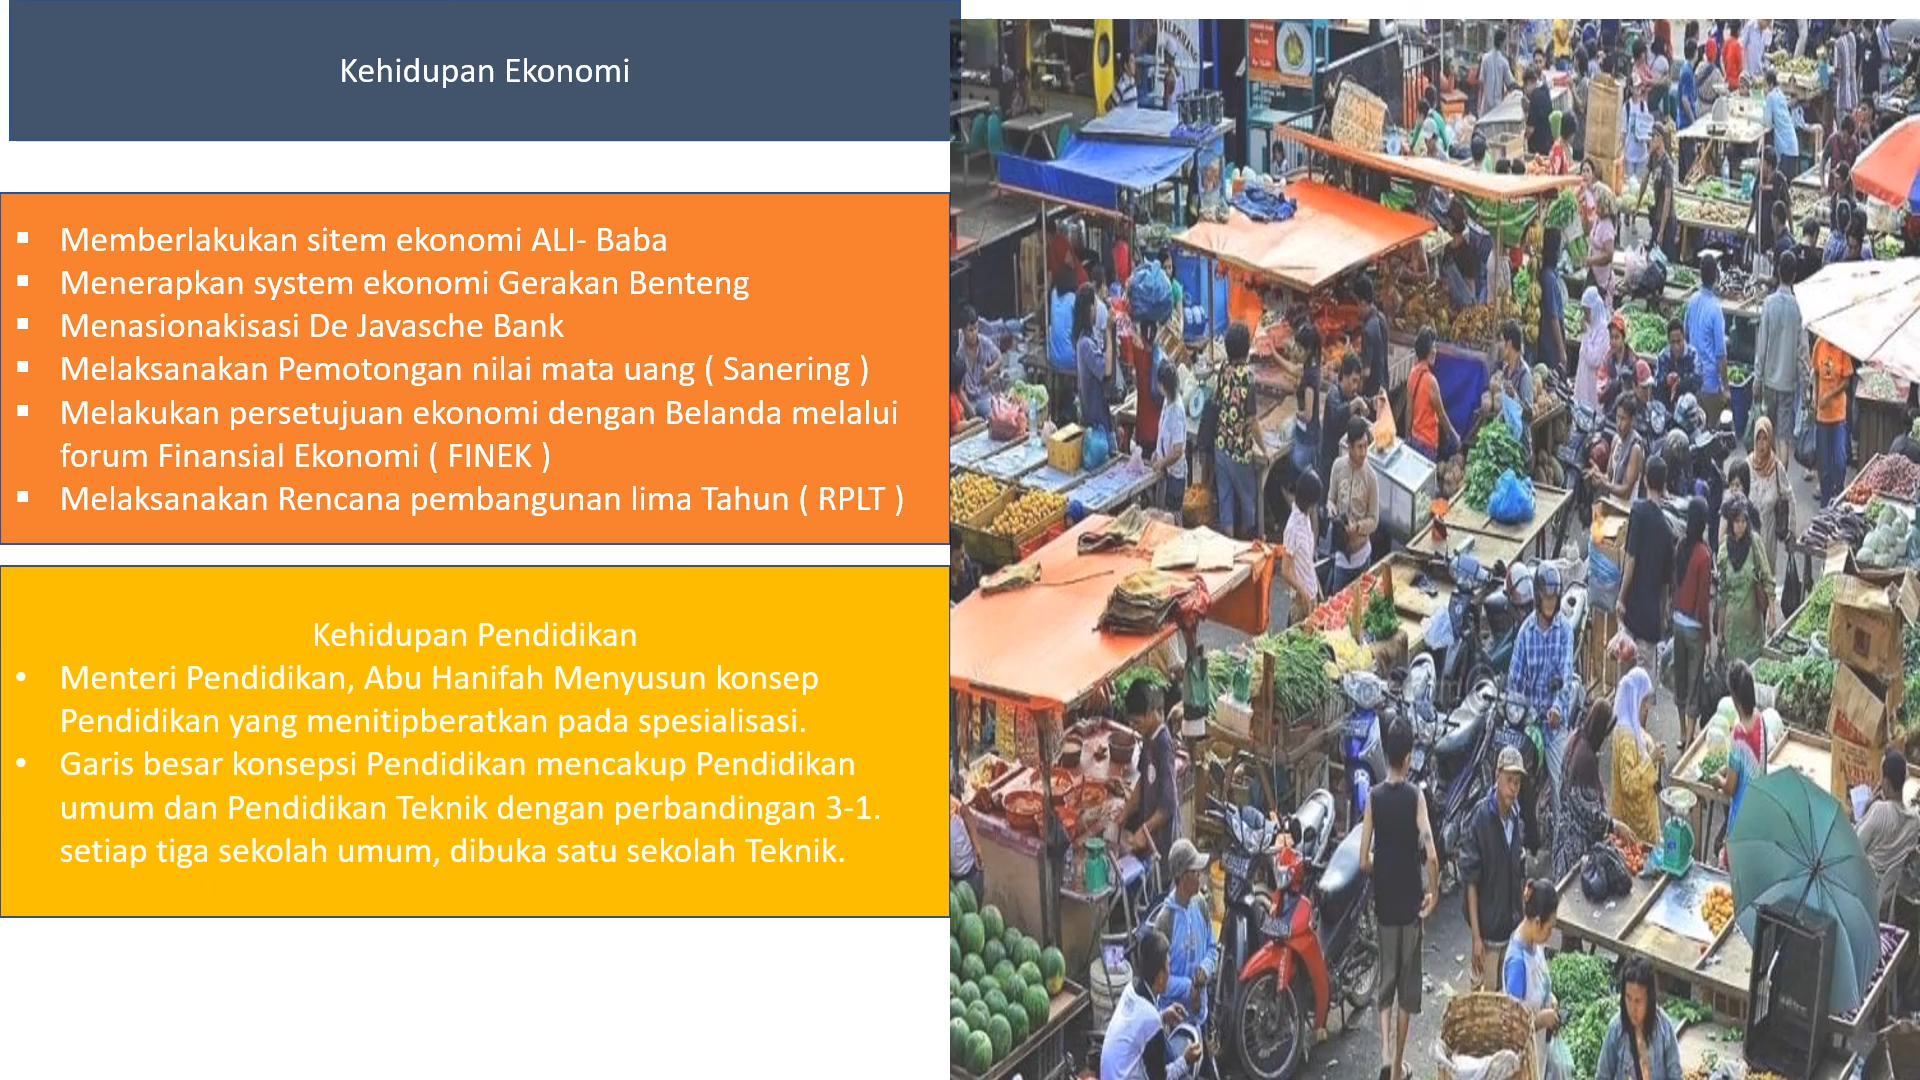 Kehidupan Ekonomi
▪ Memberlakukan sitem ekonomi ALI- Baba
▪ Menerapkan system ekonomi Gerakan Benteng
▪ Menasionakisasi De Javasche Bank
▪ Melaksanakan Pemotongan nilai mata uang ( Sanering )
▪ Melakukan persetujuan ekonomi dengan Belanda melalui
forum Finansial Ekonomi ( FINEK )
▪ Melaksanakan Rencana pembangunan lima Tahun ( RPLT )
Kehidupan Pendidikan
• Menteri Pendidikan, Abu Hanifah Menyusun konsep
Pendidikan yang menitipberatkan pada spesialisasi.
• Garis besar konsepsi Pendidikan mencakup Pendidikan
umum dan Pendidikan Teknik dengan perbandingan 3-1.
setiap tiga sekolah umum, dibuka satu sekolah Teknik.